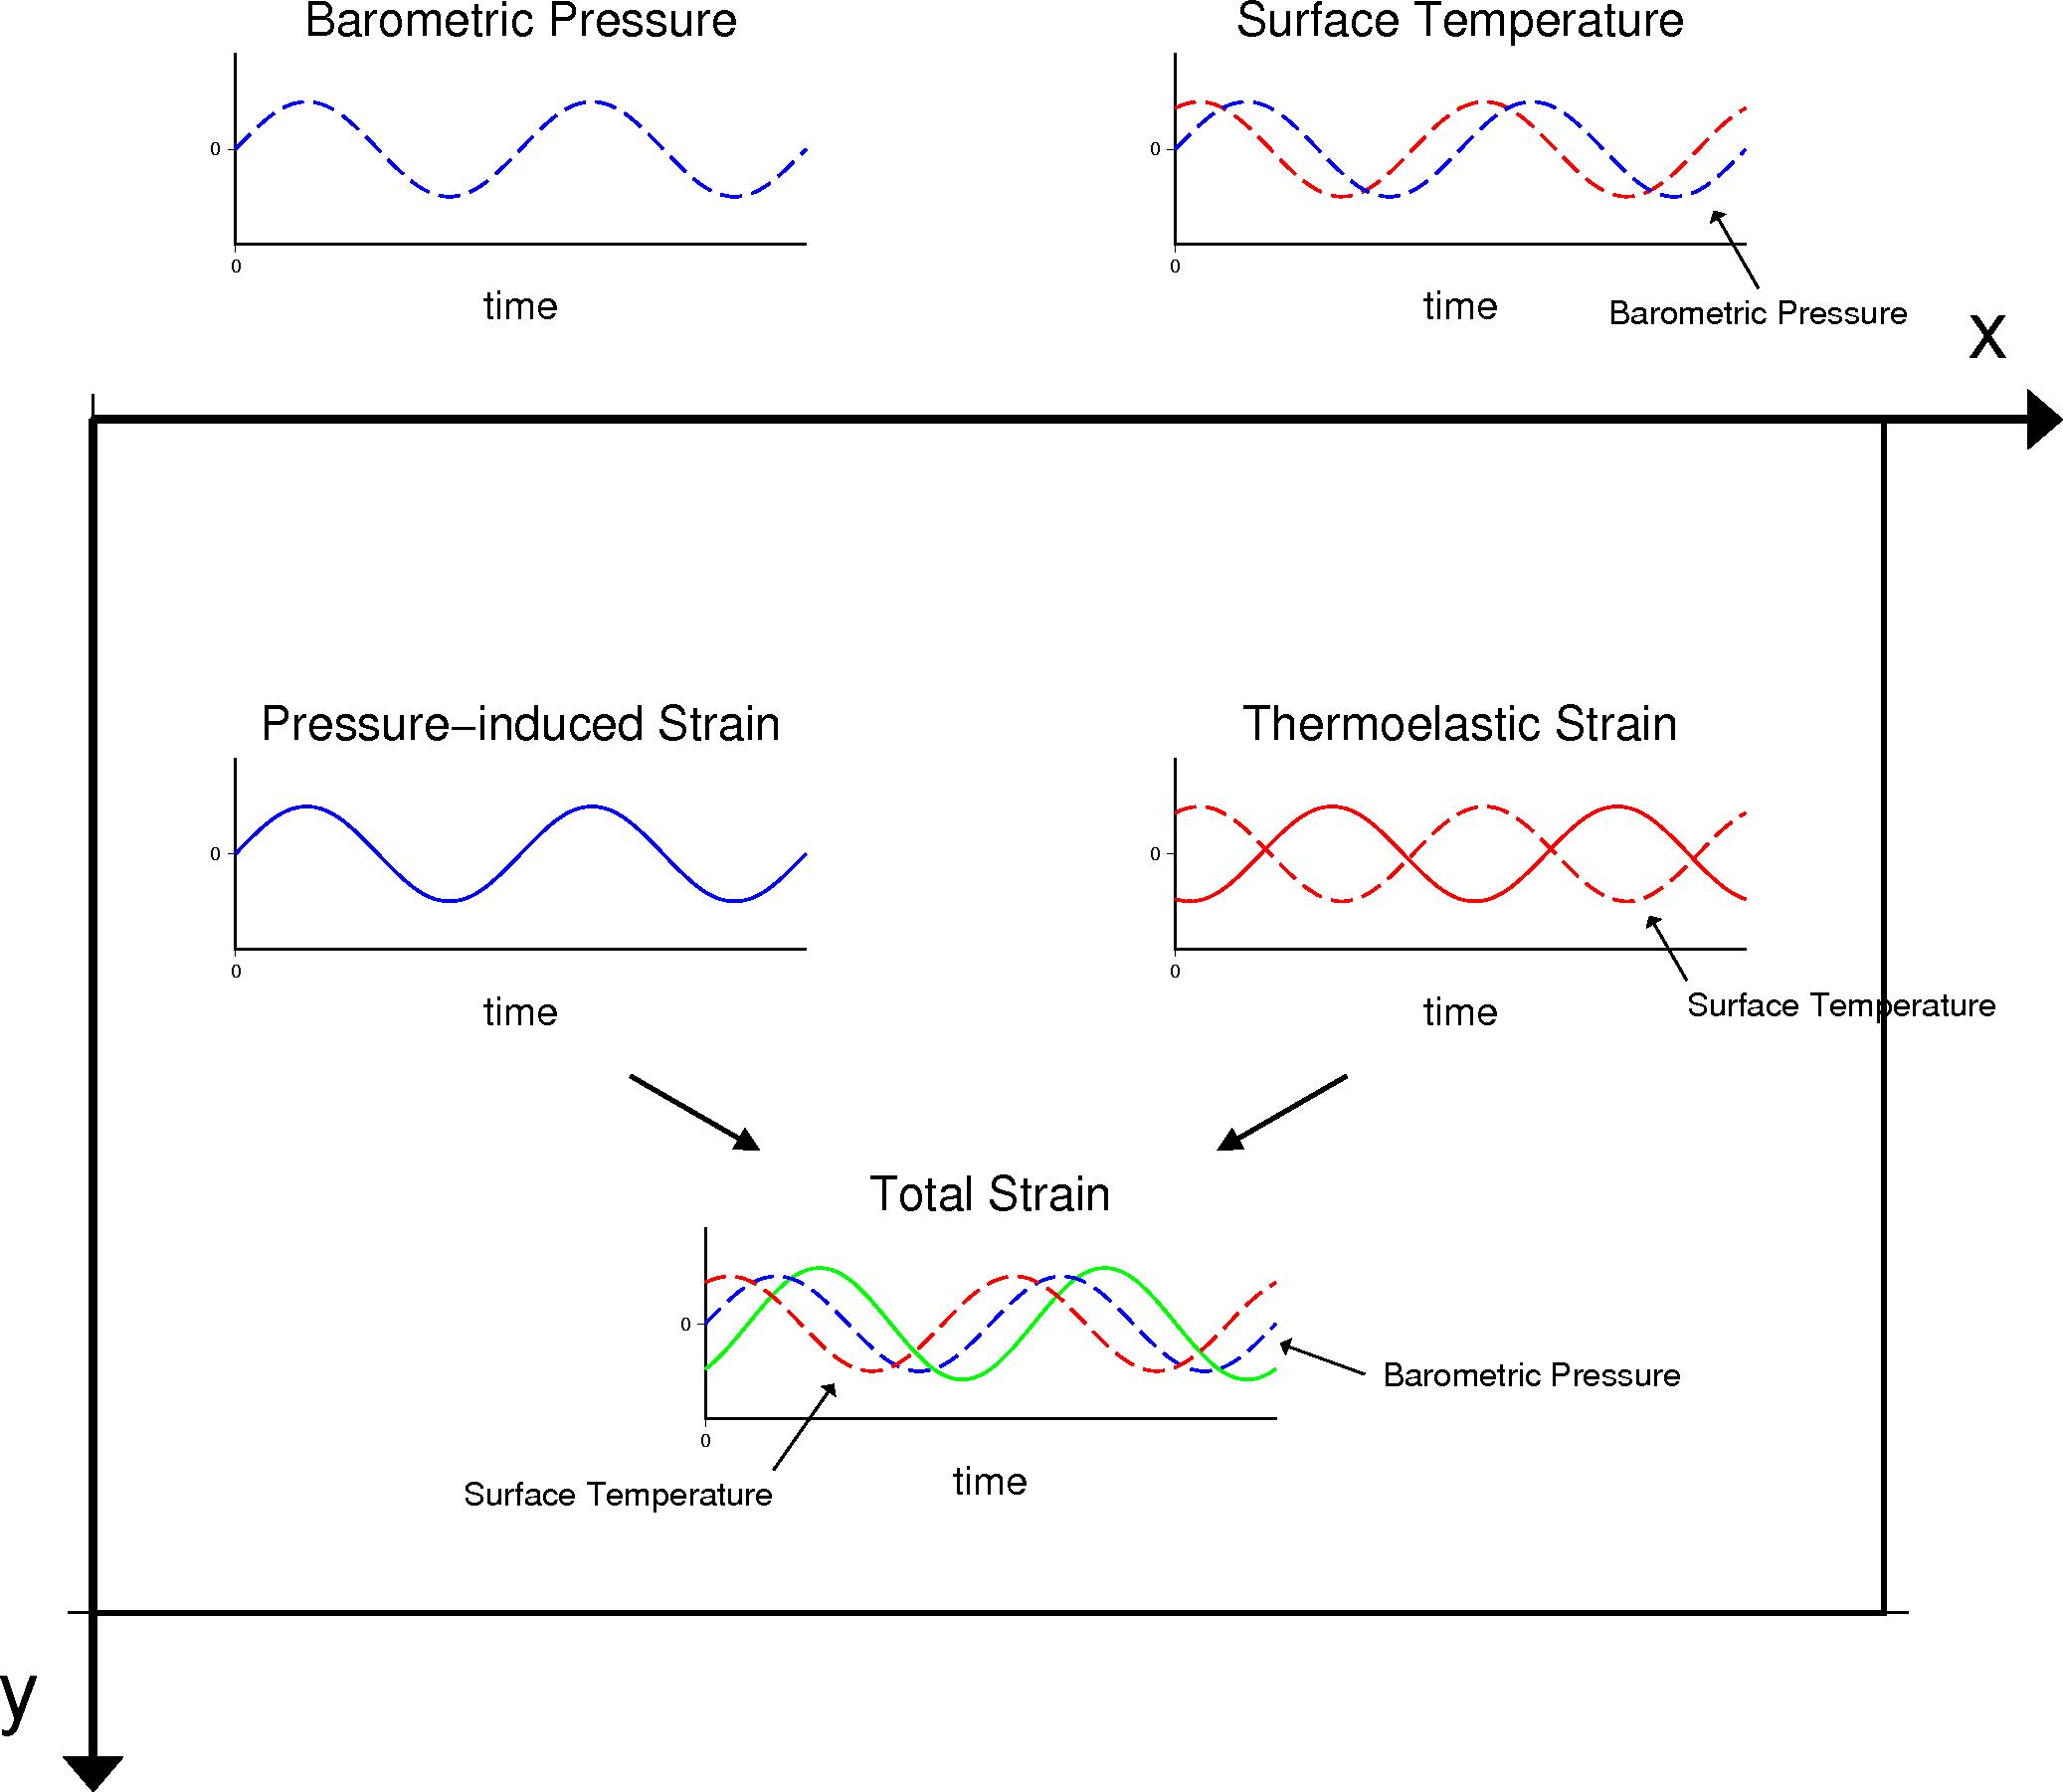 Barometric Pressure
0
0
time
Surface Temperature
0
0
time
Barometric Pressure
x
Pressure–induced Strain
0
0
time
Thermoelastic Strain
0
0
time
Surface Temperature
Total Strain
0
0
time
Barometric Pressure
Surface Temperature
y